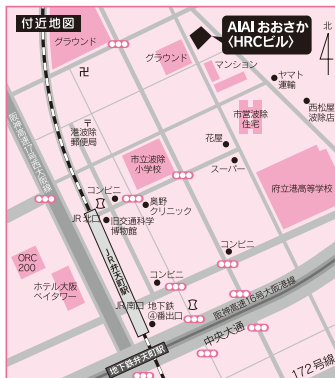 付近地図
グラウンド
AIAIおおさか
〈HRCビル〉
北
4
グラウンド
マンション
ヤマト
運輸
西松屋
波除店
阪神高速17号西大阪線
〒
港波除
郵便局
市営波除
住宅
花屋
スーパー
市立波除
小学校
府立港高等学校
コンビニ
奥野
クリニック
JR北口
旧交通科学
博物館
コンビニ
ORC
200
JR弁天町駅
コンビニ
ホテル大阪
ベイタワー
JR南口
地下鉄
④番出口
阪神高速16号大阪港線
中央大通
地下鉄弁天町駅
172号線